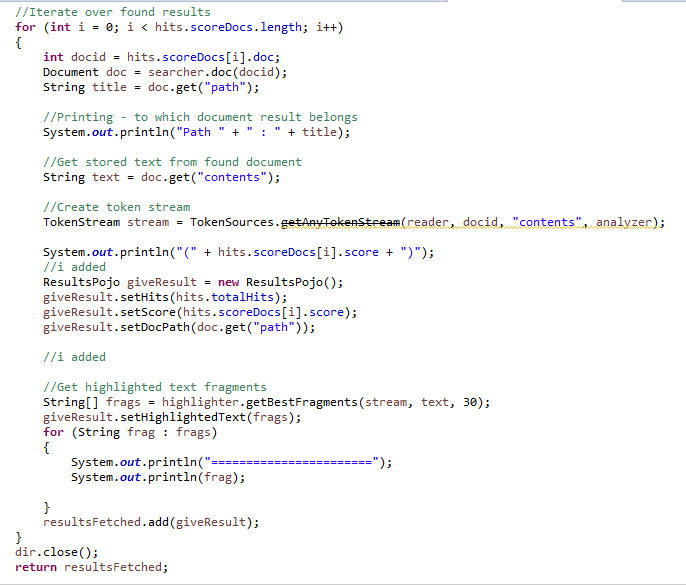 //Iterate over found results
for (int i = 0; i < hits.scoreDocs.length; i++)
{
    int docid = hits.scoreDocs[i].doc;
    Document doc = searcher.doc(docid);
    String title = doc.get("path");

    //Printing - to which document result belongs
    System.out.println("Path " + " : " + title);

    //Get stored text from found document
    String text = doc.get("contents");

    //Create token stream
    TokenStream stream = TokenSources.getAnyTokenStream(reader, docid, "contents", analyzer);

    System.out.println("(" + hits.scoreDocs[i].score + ")");
    //i added
    ResultsPojo giveResult = new ResultsPojo();
    giveResult.setHits(hits.totalHits);
    giveResult.setScore(hits.scoreDocs[i].score);
    giveResult.setDocPath(doc.get("path"));

    //i added

    //Get highlighted text fragments
    String[] frags = highlighter.getBestFragments(stream, text, 30);
    giveResult.setHighlightedText(frags);
    for (String frag : frags)
    {
        System.out.println("=======================");
        System.out.println(frag);

    }
    resultsFetched.add(giveResult);
}
dir.close();
return resultsFetched;